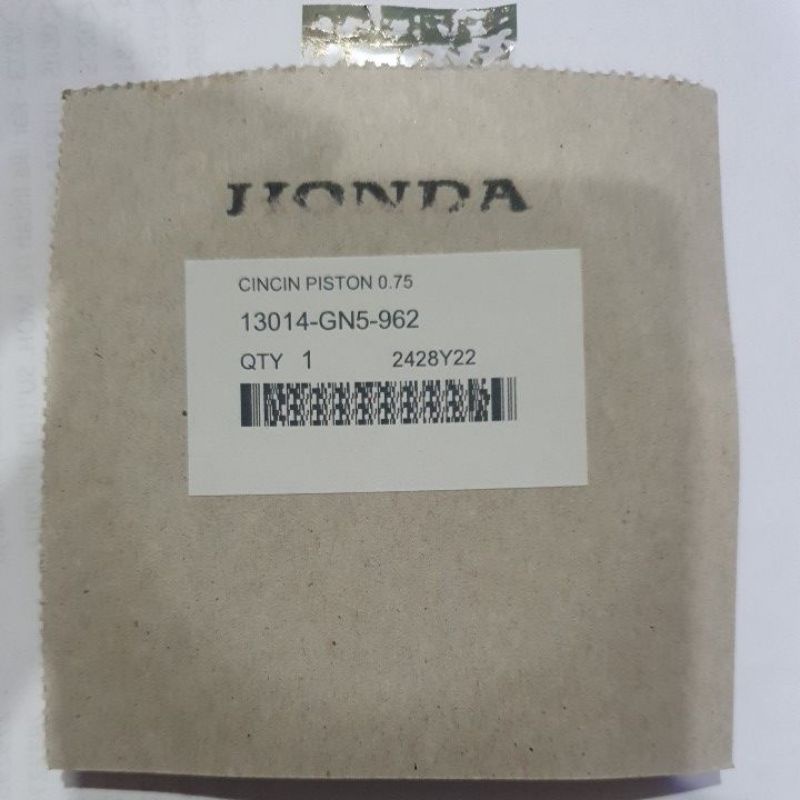 HONDA
CINCIN PISTON 0.75
13014-GN5-962
QTY 1 2428Y22